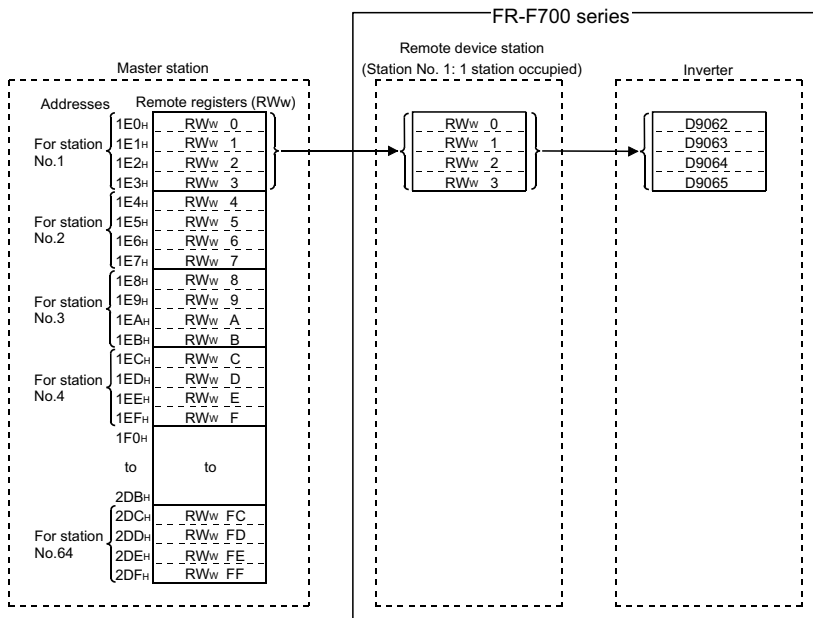 FR-F700 series
Remote device station
(Station No. 1: 1 station occupied)
Master station
Inverter
Addresses Remote registers (RWw)
For station No.1
1E0H RWw 0
1E1H RWw 1
1E2H RWw 2
1E3H RWw 3
RWw 0
RWw 1
RWw 2
RWw 3
D9062
D9063
D9064
D9065
For station No.2
1E4H RWw 4
1E5H RWw 5
1E6H RWw 6
1E7H RWw 7
For station No.3
1E8H RWw 8
1E9H RWw 9
1EAH RWw A
1EBH RWw B
For station No.4
1ECH RWw C
1EDH RWw D
1EEH RWw E
1EFH RWw F
1F0H
to to
2DBH
For station No.64
2DCH RWw FC
2DDH RWw FD
2DEH RWw FE
2DFH RWw FF